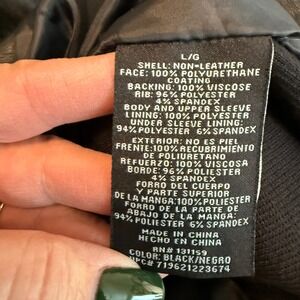 L/G
SHELL: NON-LEATHER
FACE: 100% POLYURETHANE
COATING
BACKING: 100% VISCOSE
RIB: 96% POLYESTER
4% SPANDEX
BODY AND UPPER SLEEVE
LINING: 100% POLYESTER
UNDER SLEEVE LINING:
94% POLYESTER 6% SPANDEX
EXTERIOR: NO ES PIEL
FRENTE: 100% RECUBRIMIENTO
DE POLIURETANO
REFUERZO: 100% VISCOSA
BORDE: 96% POLIESTER
4% SPANDEX
FORRO DEL CUERPO
Y PARTE SUPERIOR
DE LA MANGA: 100% POLIESTER
FORRO DE LA PARTE DE
ABAJO DE LA MANGA:
94% POLIESTER 6% SPANDEX
MADE IN CHINA
HECHO EN CHINA
RN# 131159
COLOR: BLACK/NEGRO
UPC# 719621223674